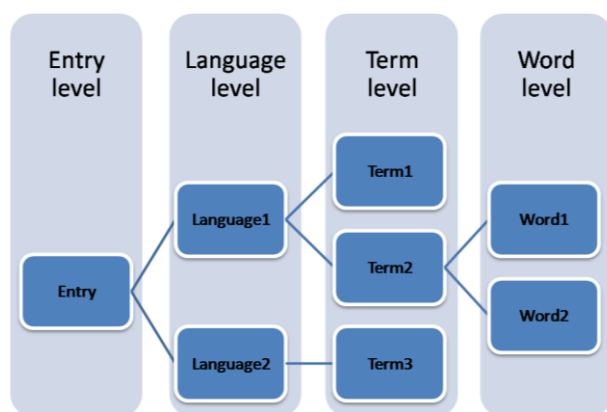 Entry
level
Language
level
Term
level
Word
level
Term1
Language1
Word1
Term2
Entry
Word2
Language2
Term3